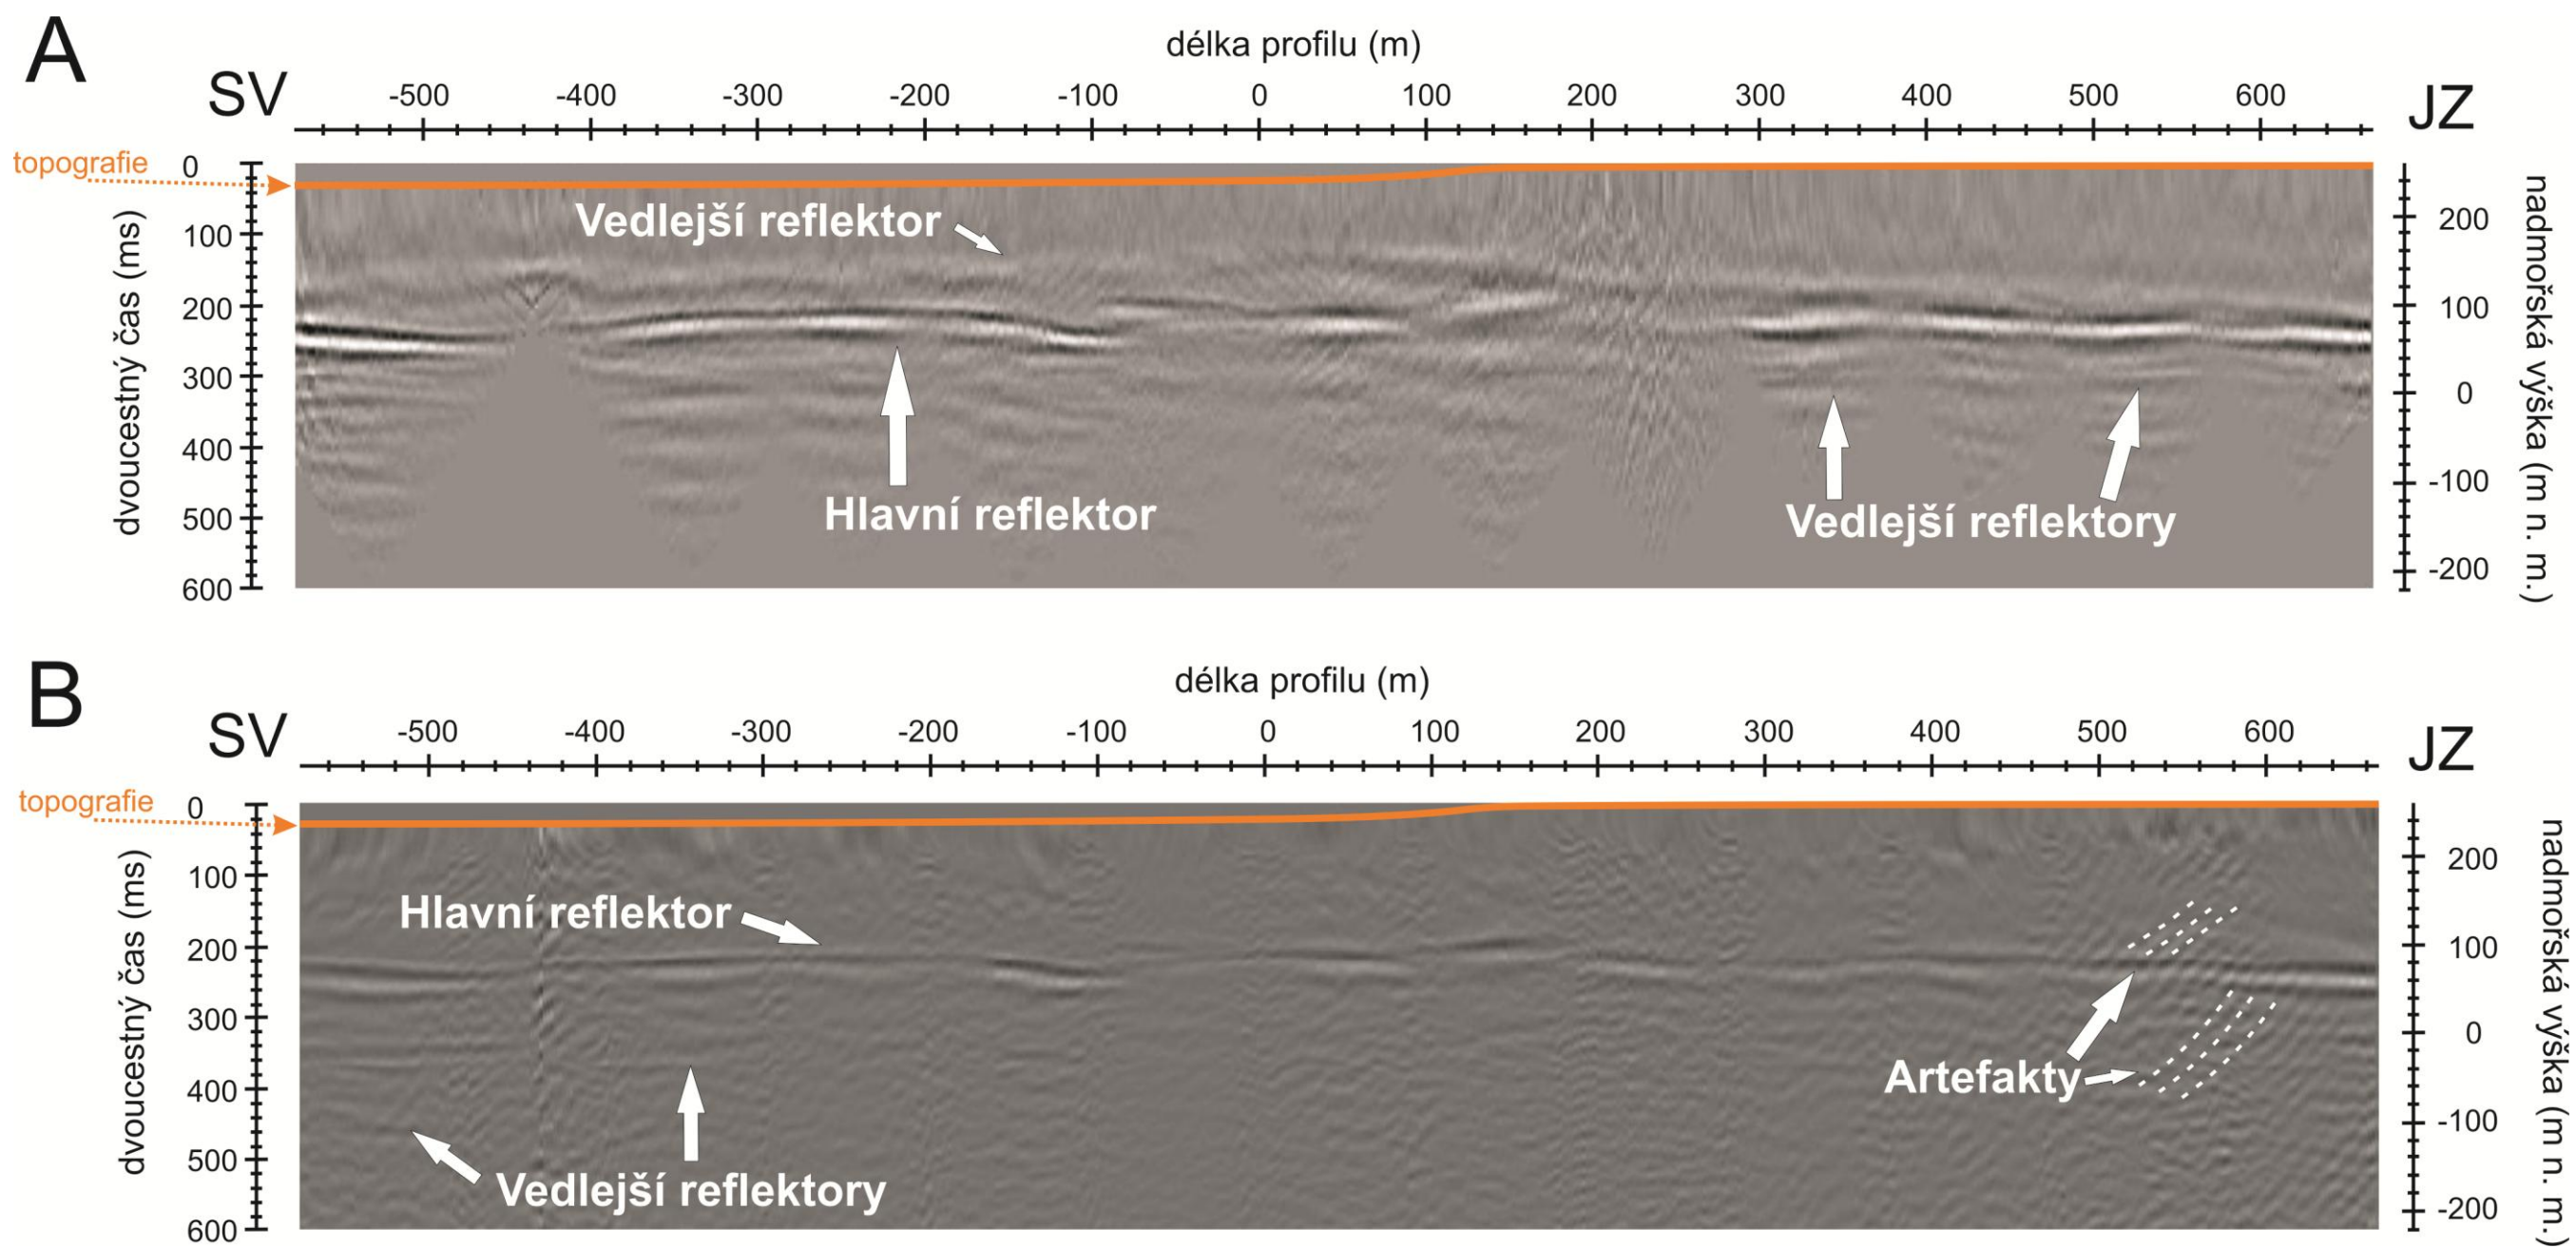 A
délka profilu (m)
SV
-500 -400 -300 -200 -100 0 100 200 300 400 500 600
JZ
topografie
0
100
200
300
400
500
600
dvoucestný čas (ms)
Vedlejší reflektor
Hlavní reflektor
Vedlejší reflektory
200
100
0
-100
-200
nadmořská výška (m n. m.)
B
délka profilu (m)
SV
-500 -400 -300 -200 -100 0 100 200 300 400 500 600
JZ
topografie
0
100
200
300
400
500
600
dvoucestný čas (ms)
Hlavní reflektor
Artefakty
Vedlejší reflektory
200
100
0
-100
-200
nadmořská výška (m n. m.)